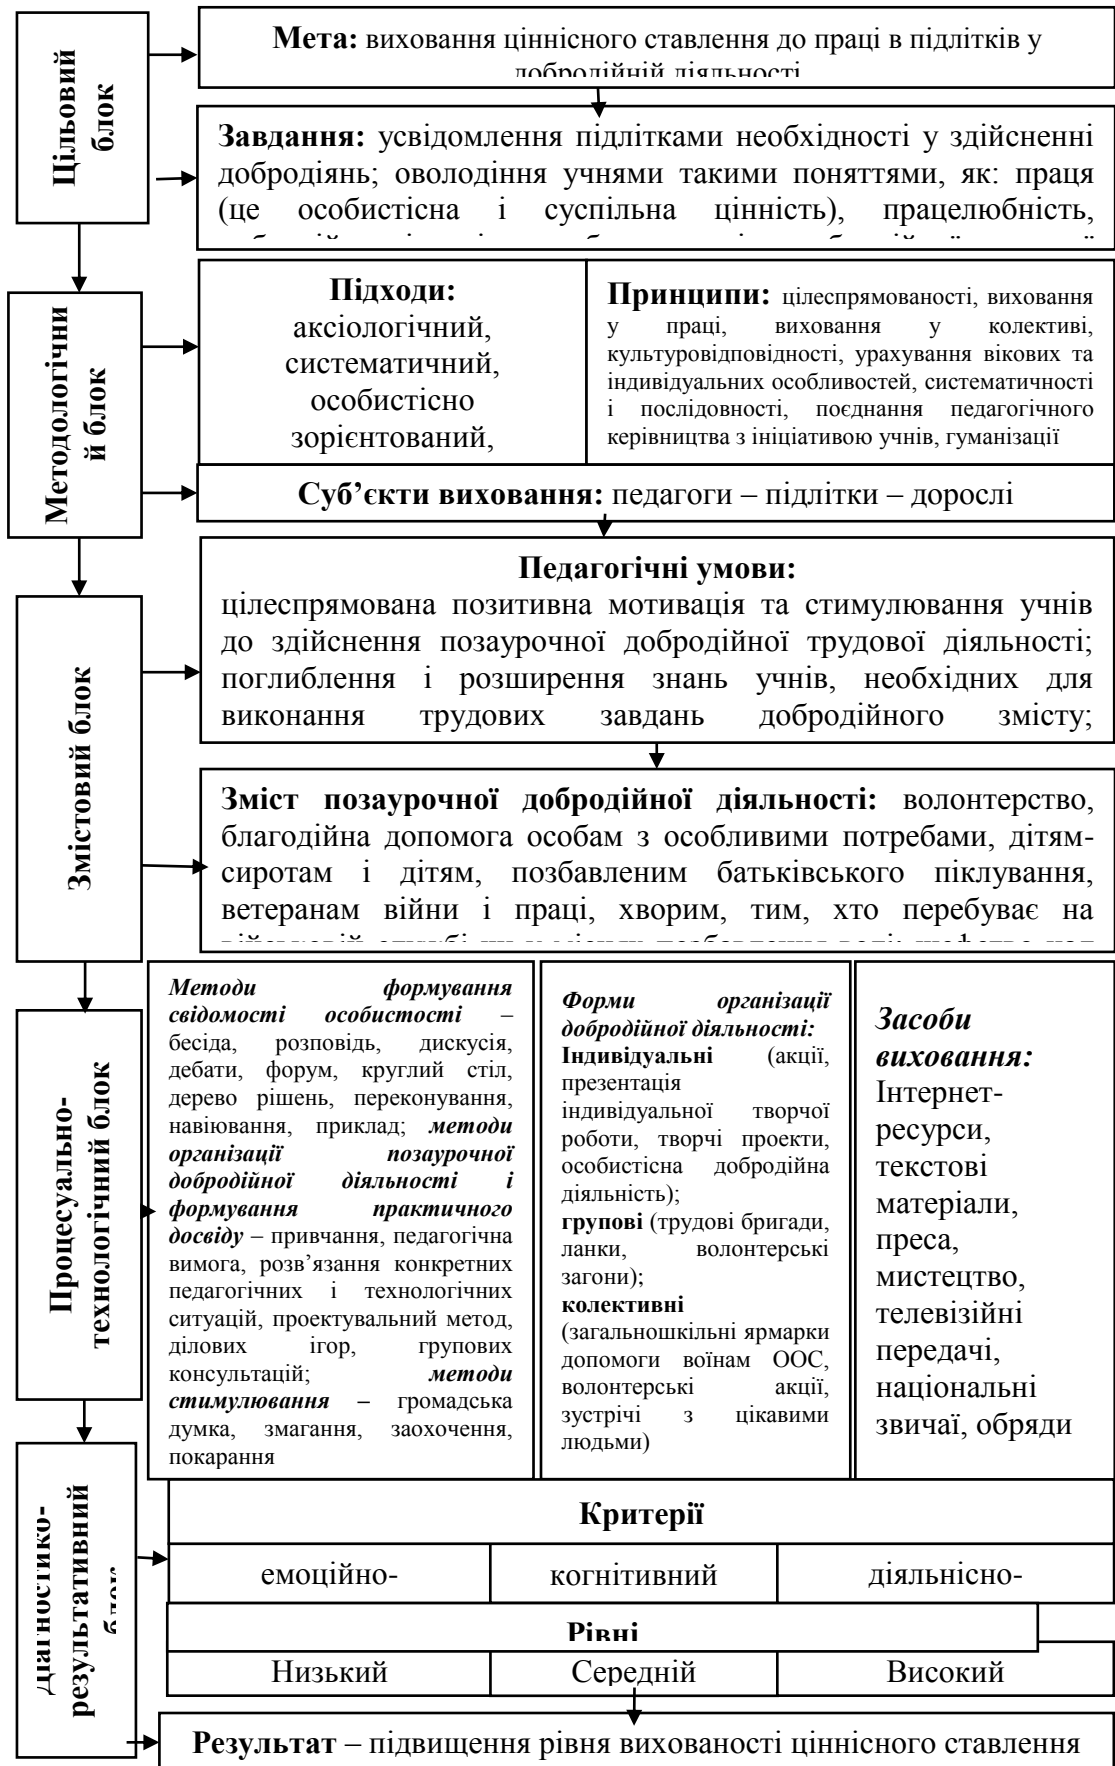 Цільовий
блок
Мета: виховання ціннісного ставлення до праці в підлітків у
добродійній діяльності
Завдання: усвідомлення підлітками необхідності у здійсненні
добродіянь; оволодіння учнями такими поняттями, як: праця
(це особистісна і суспільна цінність), працелюбність,
Методологічни
й блок
Підходи:
аксіологічний,
систематичний,
особистісно
зорієнтований,
Принципи: цілеспрямованості, виховання
у праці, виховання у колективі,
культуровідповідності, урахування вікових та
індивідуальних особливостей, систематичності
і послідовності, поєднання педагогічного
керівництва з ініціативою учнів, гуманізації
Суб’єкти виховання: педагоги – підлітки – дорослі
Змістовий блок
Педагогічні умови:
цілеспрямована позитивна мотивація та стимулювання учнів
до здійснення позаурочної добродійної трудової діяльності;
поглиблення і розширення знань учнів, необхідних для
виконання трудових завдань добродійного змісту;
Зміст позаурочної добродійної діяльності: волонтерство,
благодійна допомога особам з особливими потребами, дітям-
сиротам і дітям, позбавленим батьківського піклування,
ветеранам війни і праці, хворим, тим, хто перебуває на
Процесуально-
технологічний блок
Методи формування
свідомості особистості –
бесіда, розповідь, дискусія,
дебати, форум, круглий стіл,
дерево рішень, переконування,
навіювання, приклад; методи
організації позаурочної
добродійної діяльності і
формування практичного
досвіду – привчання, педагогічна
вимога, розв’язання конкретних
педагогічних і технологічних
ситуацій, проектувальний метод,
ділових ігор, групових
консультацій; методи
стимулювання – громадська
думка, змагання, заохочення,
покарання
Форми організації
добродійної діяльності:
Індивідуальні (акції,
презентація
індивідуальної творчої
роботи, творчі проекти,
особистісна добродійна
діяльність);
групові (трудові бригади,
ланки, волонтерські
загони);
колективні
(загальношкільні ярмарки
допомоги воїнам ООС,
волонтерські акції,
зустрічі з цікавими
людьми)
Засоби
виховання:
Інтернет-
ресурси,
текстові
матеріали,
преса,
мистецтво,
телевізійні
передачі,
національні
звичаї, обряди
Діагностико-
результативний
блок
Критерії
емоційно-
когнітивний
діяльнісно-
Рівні
Низький
Середній
Високий
Результат – підвищення рівня вихованості ціннісного ставлення